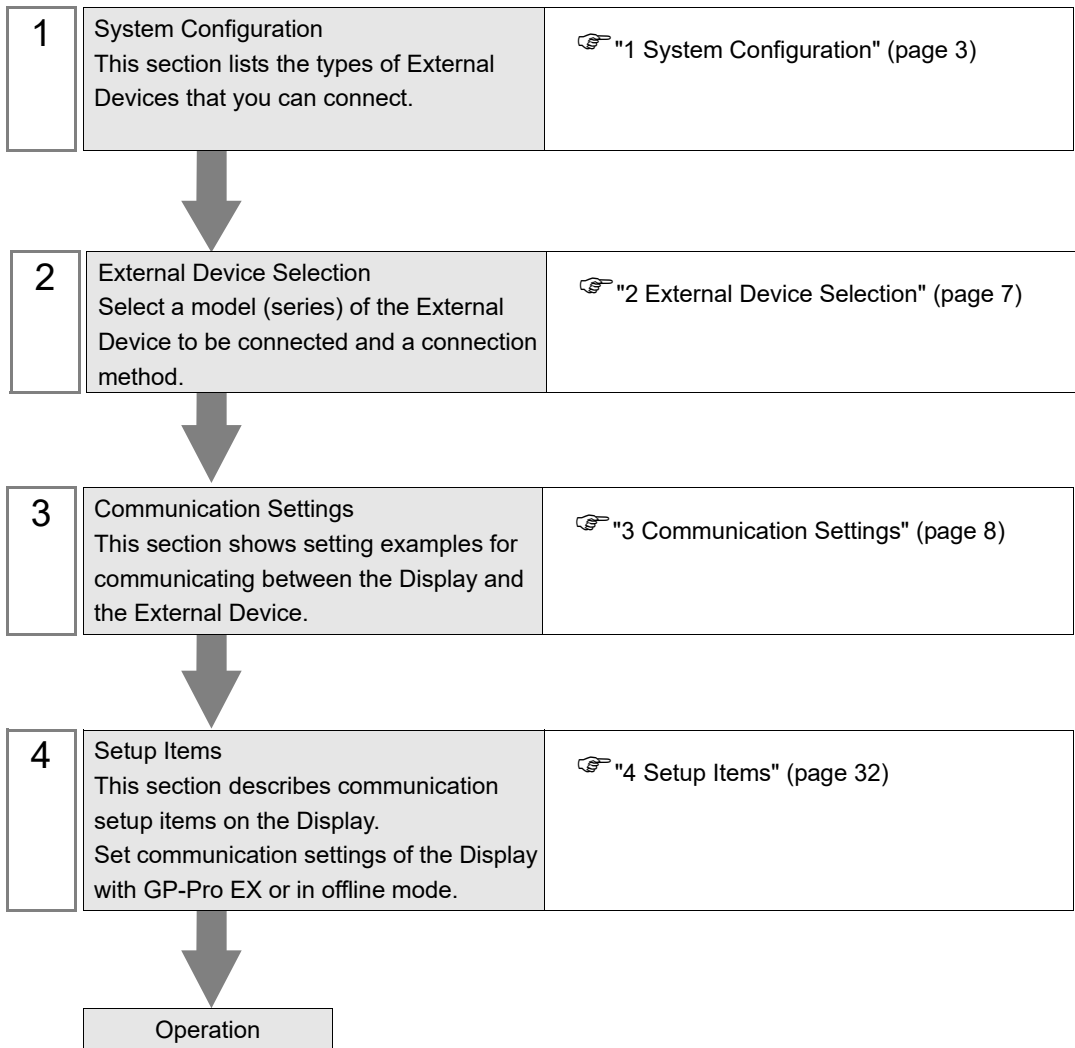 1
System Configuration
This section lists the types of External
Devices that you can connect.
"1 System Configuration" (page 3)
2
External Device Selection
Select a model (series) of the External
Device to be connected and a connection
method.
"2 External Device Selection" (page 7)
3
Communication Settings
This section shows setting examples for
communicating between the Display and
the External Device.
"3 Communication Settings" (page 8)
4
Setup Items
This section describes communication
setup items on the Display.
Set communication settings of the Display
with GP-Pro EX or in offline mode.
"4 Setup Items" (page 32)
Operation